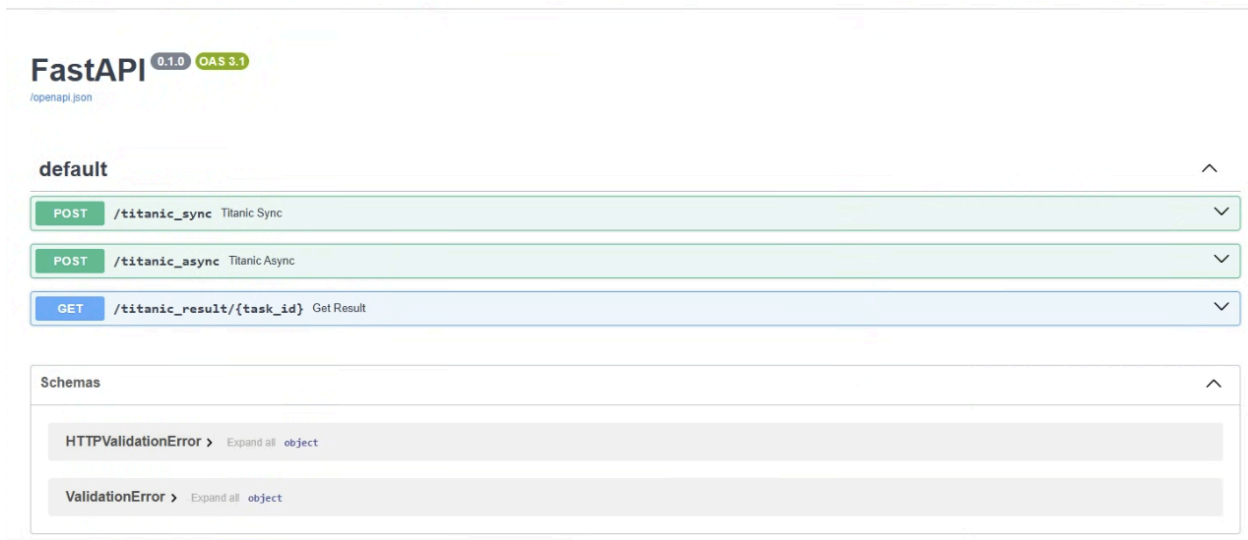 FastAPI 0.1.0 OAS 3.1
/openapi.json
default
POST /titanic_sync Titanic Sync
POST /titanic_async Titanic Async
GET /titanic_result/{task_id} Get Result
Schemas
HTTPValidationError > Expand all object
ValidationError > Expand all object